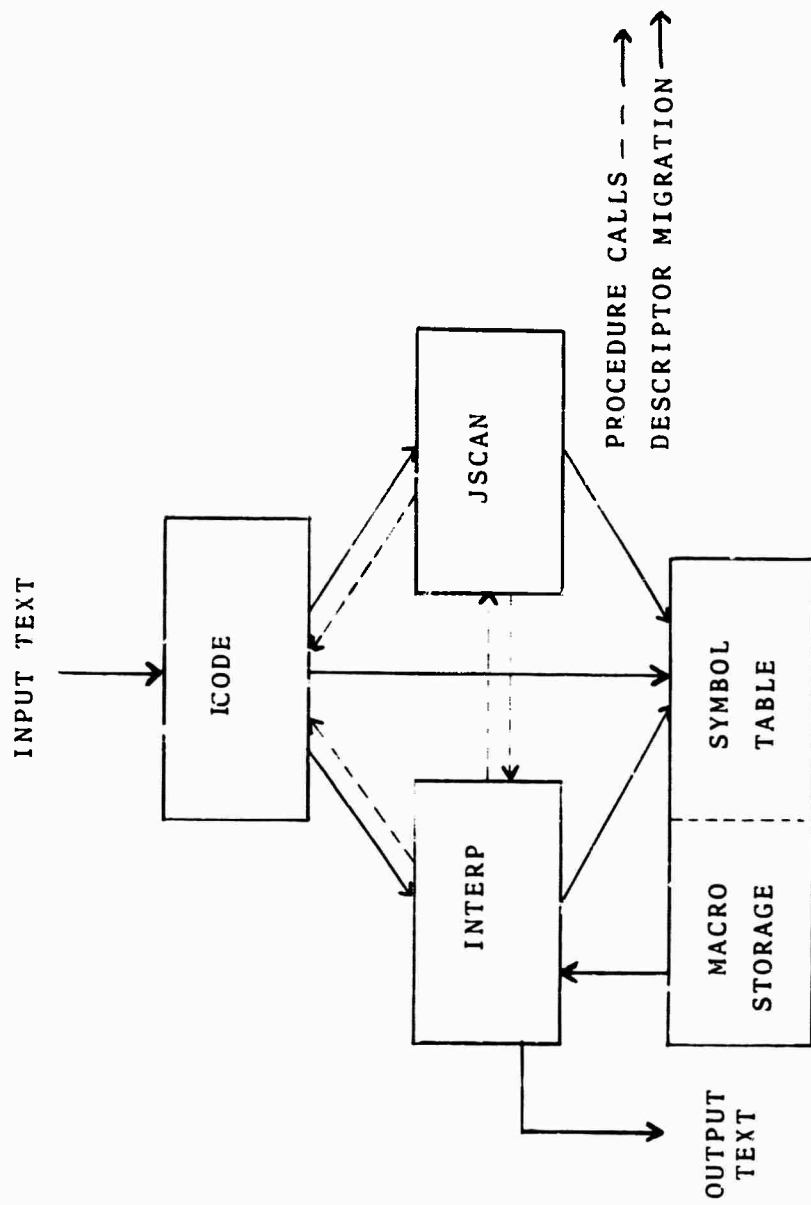 INPUT TEXT
ICODE
INTERP
JSCAN
MACRO
STORAGE
SYMBOL
TABLE
OUTPUT
TEXT
PROCEDURE CALLS
DESCRIPTOR MIGRATION